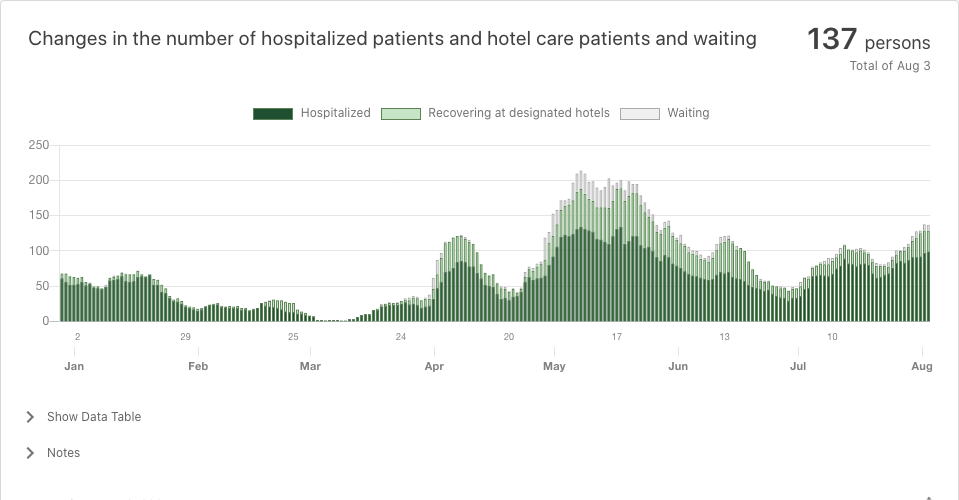 Changes in the number of hospitalized patients and hotel care patients and waiting
137 persons
Total of Aug 3
Hospitalized Recovering at designated hotels Waiting
250
200
150
100
50
0
2 29 25 24 20 17 13 10
Jan Feb Mar Apr May Jun Jul Aug
Show Data Table
Notes